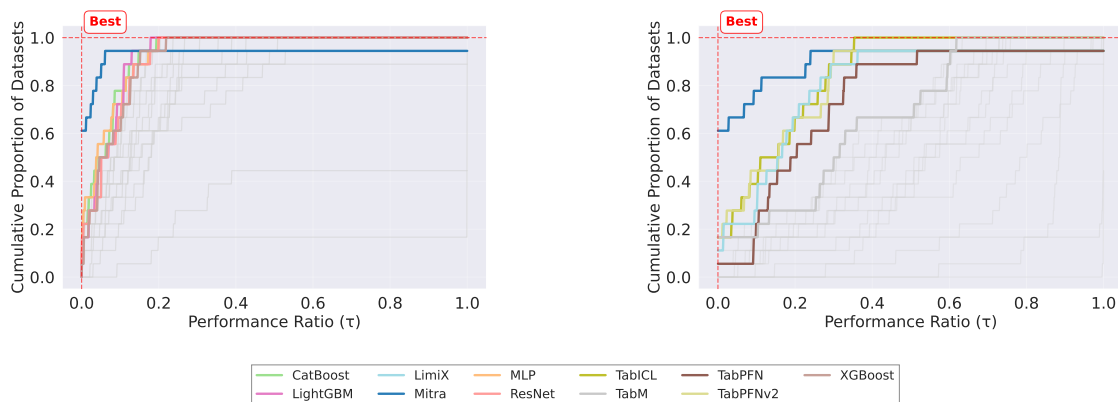 Best
Cumulative Proportion of Datasets
1.0
0.8
0.6
0.4
0.2
0.0
0.0 0.2 0.4 0.6 0.8 1.0
Performance Ratio (τ)
Best
Cumulative Proportion of Datasets
1.0
0.8
0.6
0.4
0.2
0.0
0.0 0.2 0.4 0.6 0.8 1.0
Performance Ratio (τ)
CatBoost LimiX MLP TabICL TabPFN XGBoost
LightGBM Mitra ResNet TabM TabPFNv2